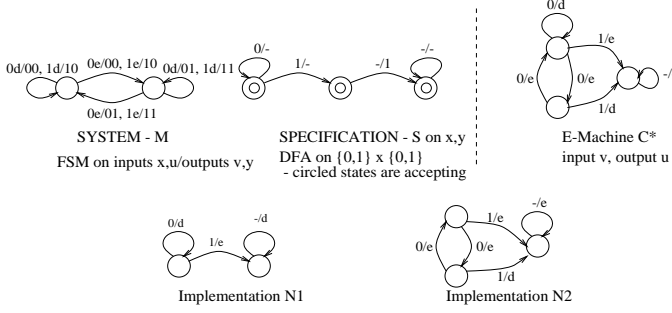 0/d
0/- -/-
1/e
0d/00, 1d/10 0e/00, 1e/10 0d/01, 1d/11 1/- -/1
0/e 0/e
0e/01, 1e/11
1/d
SYSTEM - M SPECIFICATION - S on x,y E-Machine C*
FSM on inputs x,u/outputs v,y DFA on {0,1} x {0,1} input v, output u
- circled states are accepting
0/d -/d -/e
1/e
1/e 0/e 0/e
1/d
Implementation N1 Implementation N2